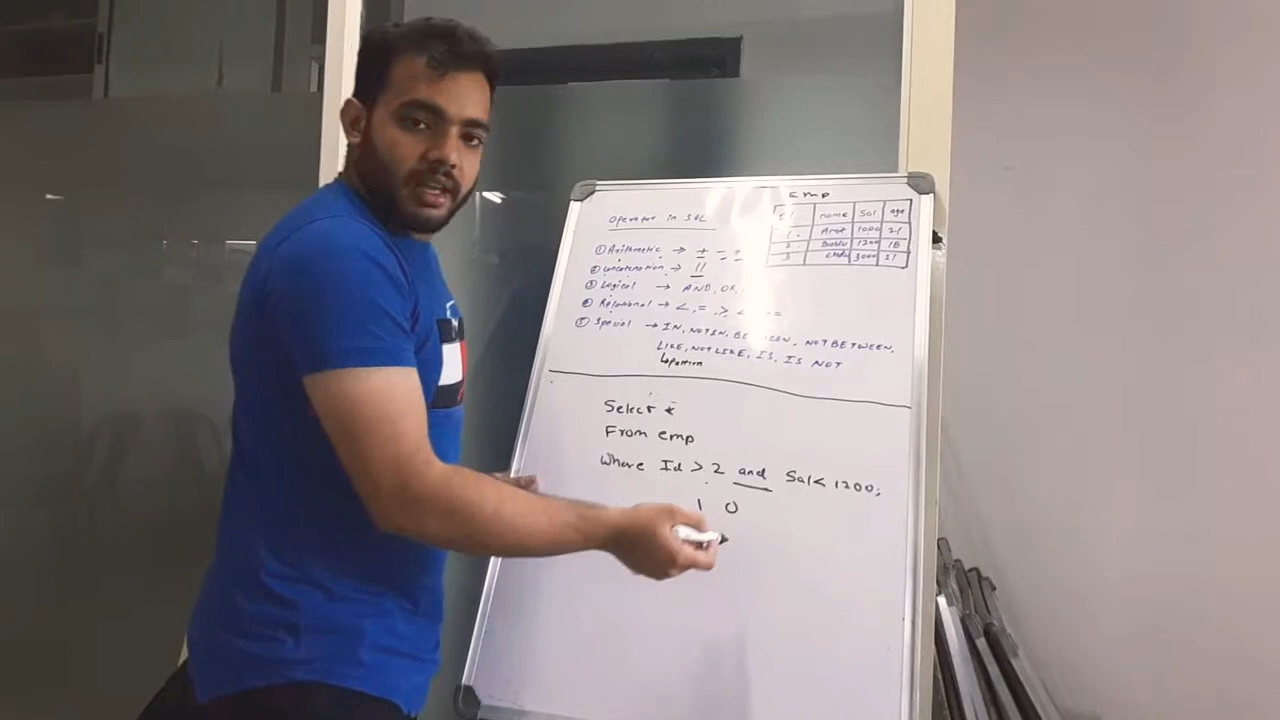 Emp
Operator in SQL
name Sal age
1. Amit 1000 21
2. Bablu 1200 18
3 3000 21
① Arithmetic →
② Concatenation → ||
③ Logical → AND, OR,
④ Relational → <, =, >,
⑤ Special → IN, NOT IN, NOT BETWEEN,
LIKE, NOT LIKE, IS, IS NOT
↳ pattern
Select *
From emp
Where Id > 2 and Sal < 1200;
1 0